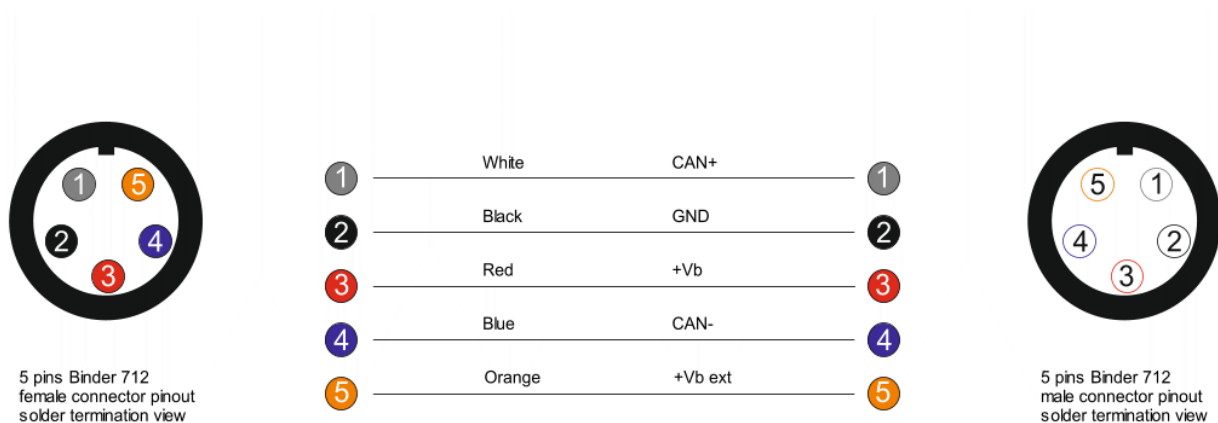 1 5
2 4
3
5 pins Binder 712
female connector pinout
solder termination view
1 White CAN+ 1
2 Black GND 2
3 Red +Vb 3
4 Blue CAN- 4
5 Orange +Vb ext 5
5 1
4 2
3
5 pins Binder 712
male connector pinout
solder termination view